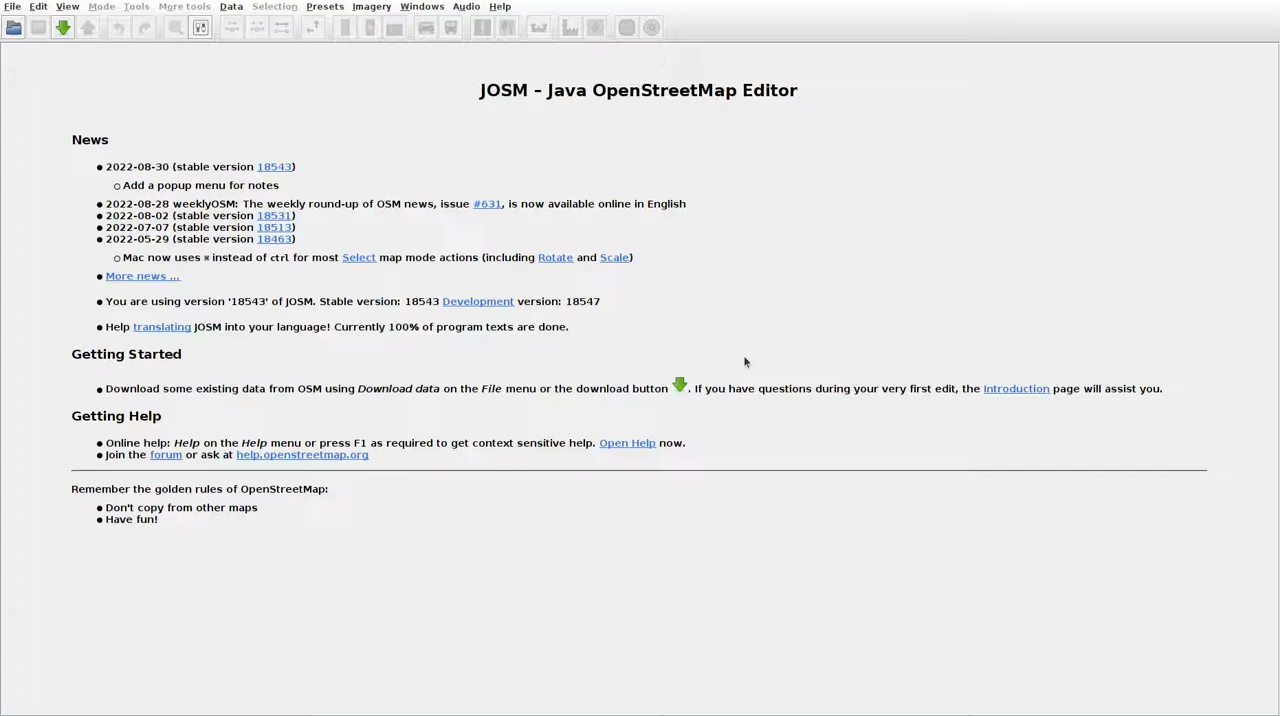 File Edit View Mode Tools More tools Data Selection Presets Imagery Windows Audio Help
JOSM – Java OpenStreetMap Editor
News
2022-08-30 (stable version 18543)
Add a popup menu for notes
2022-08-28 weeklyOSM: The weekly round-up of OSM news, issue #631, is now available online in English
2022-08-02 (stable version 18531)
2022-07-07 (stable version 18513)
2022-05-29 (stable version 18463)
Mac now uses ⌘ instead of ctrl for most Select map mode actions (including Rotate and Scale)
More news ...
You are using version '18543' of JOSM. Stable version: 18543 Development version: 18547
Help translating JOSM into your language! Currently 100% of program texts are done.
Getting Started
Download some existing data from OSM using Download data on the File menu or the download button . If you have questions during your very first edit, the Introduction page will assist you.
Getting Help
Online help: Help on the Help menu or press F1 as required to get context sensitive help. Open Help now.
Join the forum or ask at help.openstreetmap.org
Remember the golden rules of OpenStreetMap:
Don't copy from other maps
Have fun!